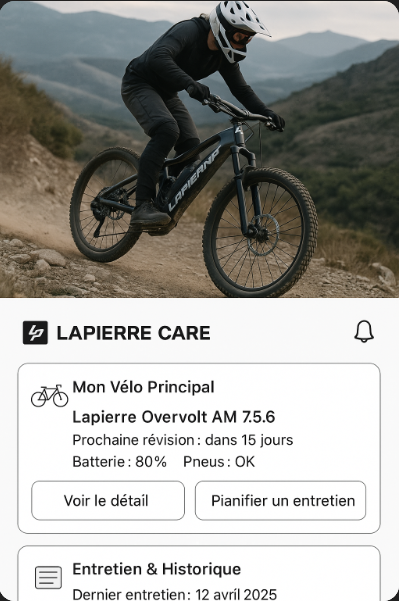 LAPIERRA
LAPIERRE CARE
Mon Vélo Principal
Lapierre Overvolt AM 7.5.6
Prochaine révision : dans 15 jours
Batterie : 80% Pneus : OK
Voir le détail Pianifier un entretien
Entretien & Historique
Dernier entretien : 12 avril 2025